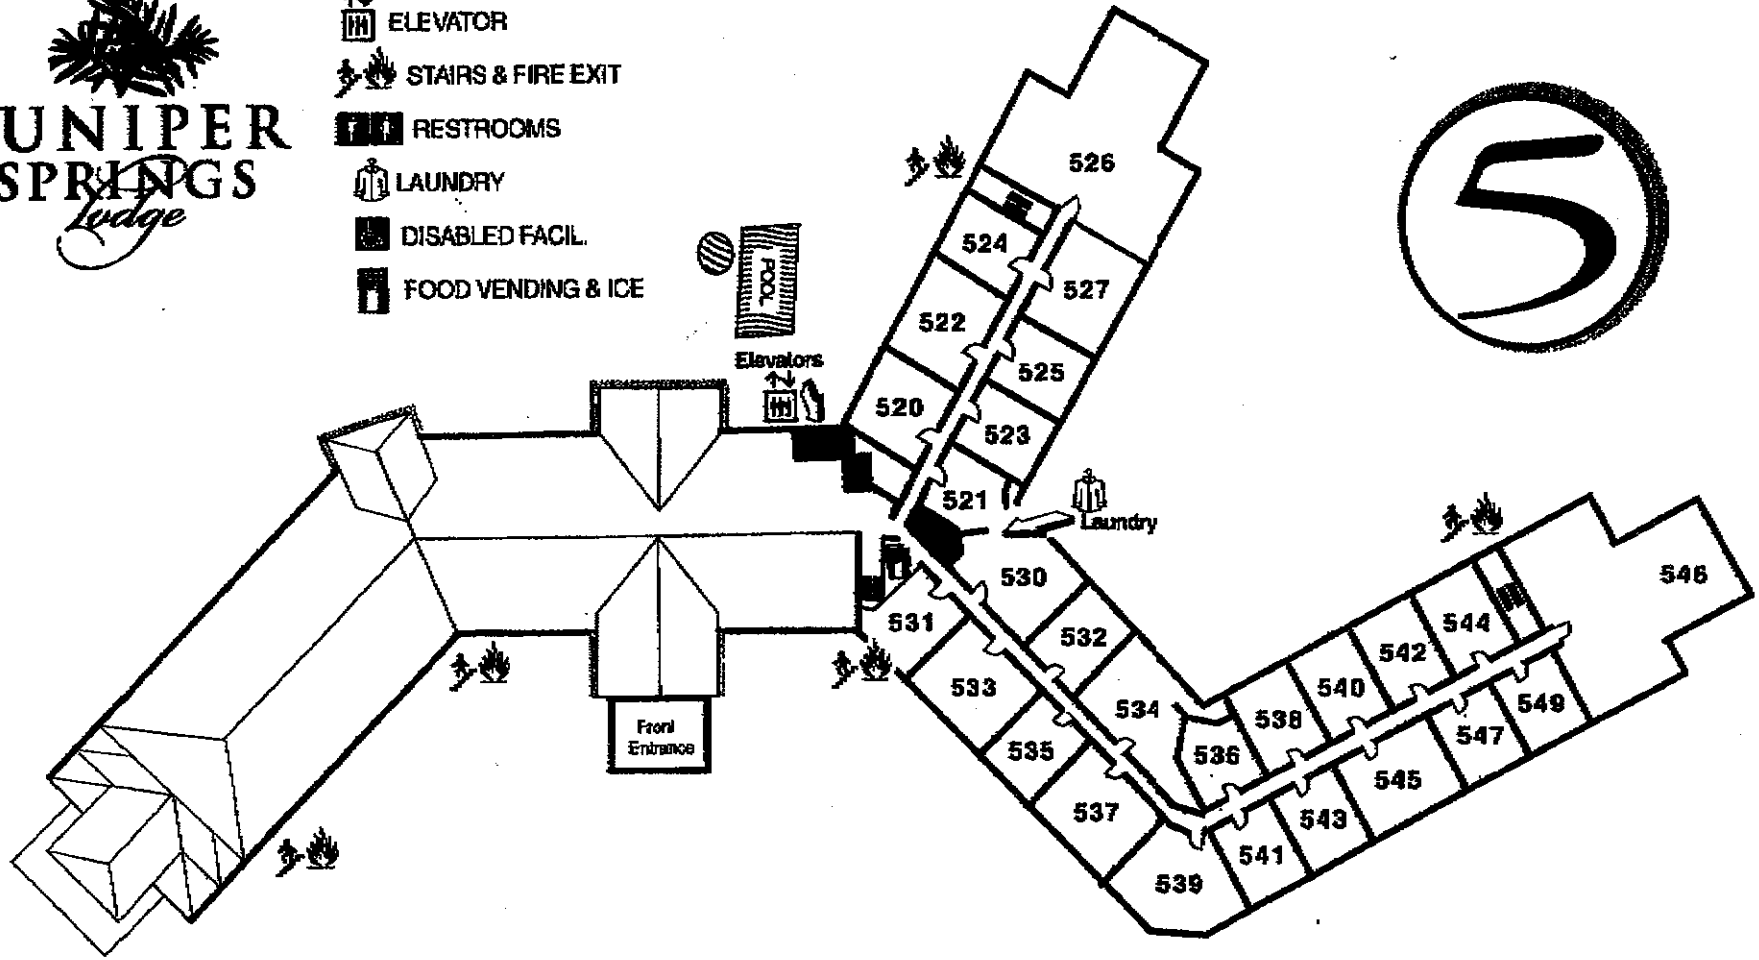 UNIPER
SPRINGS
Lodge
ELEVATOR
STAIRS & FIRE EXIT
RESTROOMS
LAUNDRY
DISABLED FACIL.
FOOD VENDING & ICE
POOL
Elevators
5
526
524
527
522
525
520
523
521
Laundry
530
531
532
533
534
535
536
537
538
539
540
541
542
543
544
545
546
547
549
Front
Entrance